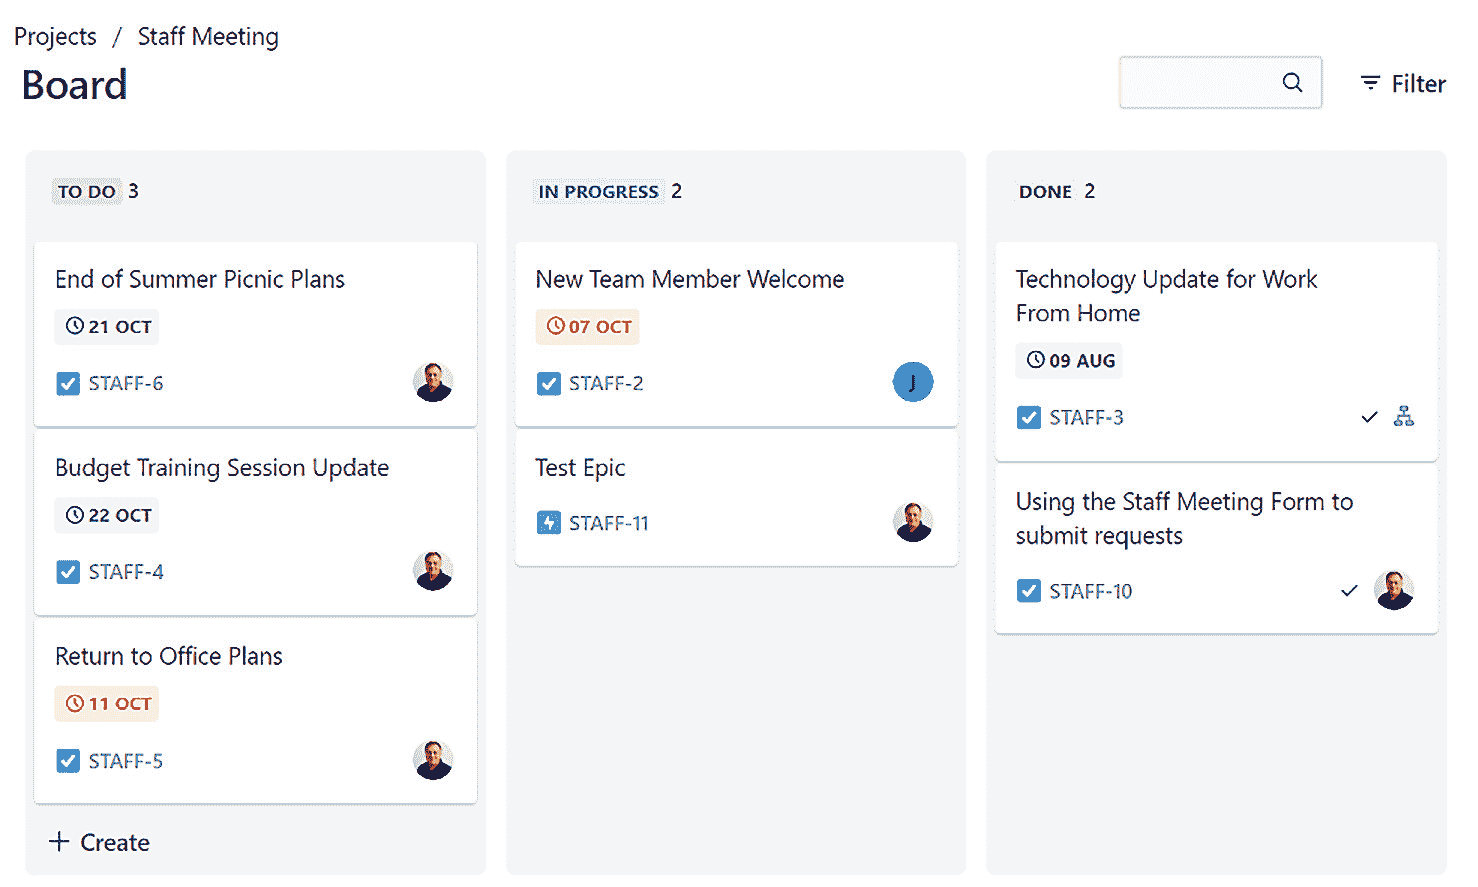 Projects / Staff Meeting
Board
Filter
TO DO 3
End of Summer Picnic Plans
21 OCT
STAFF-6
Budget Training Session Update
22 OCT
STAFF-4
Return to Office Plans
11 OCT
STAFF-5
+ Create
IN PROGRESS 2
New Team Member Welcome
07 OCT
STAFF-2
J
Test Epic
STAFF-11
DONE 2
Technology Update for Work
From Home
09 AUG
STAFF-3
Using the Staff Meeting Form to
submit requests
STAFF-10